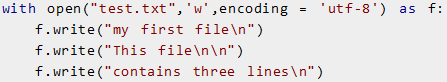 with open("test.txt",'w',encoding = 'utf-8') as f:
    f.write("my first file\n")
    f.write("This file\n\n")
    f.write("contains three lines\n")